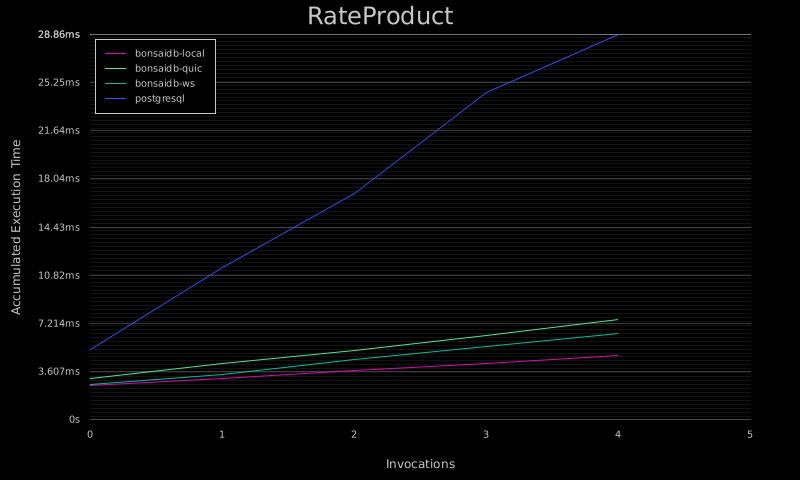 RateProduct
28.86ms
bonsaidb-local
bonsaidb-quic
bonsaidb-ws
postgresql
25.25ms
21.64ms
18.04ms
14.43ms
10.82ms
7.214ms
3.607ms
0s
Accumulated Execution Time
0 1 2 3 4 5
Invocations